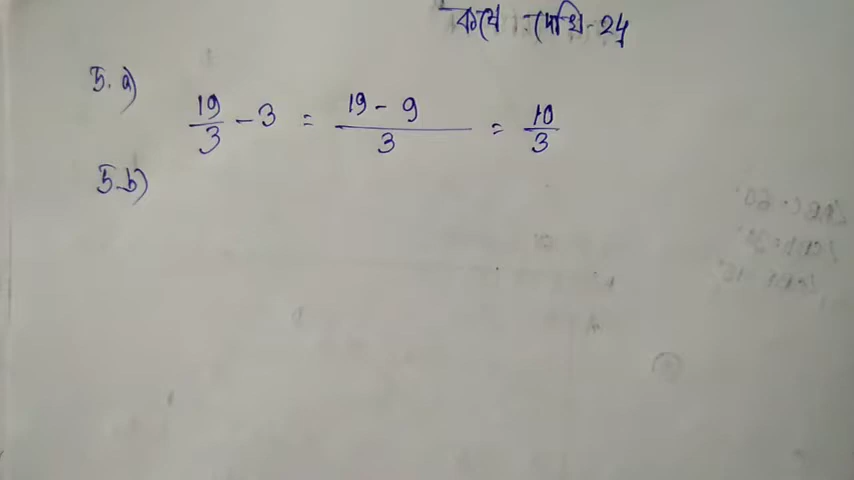 কষে দেখি-24
5. a)
19/3 - 3 = (19 - 9)/3 = 10/3
5. b)